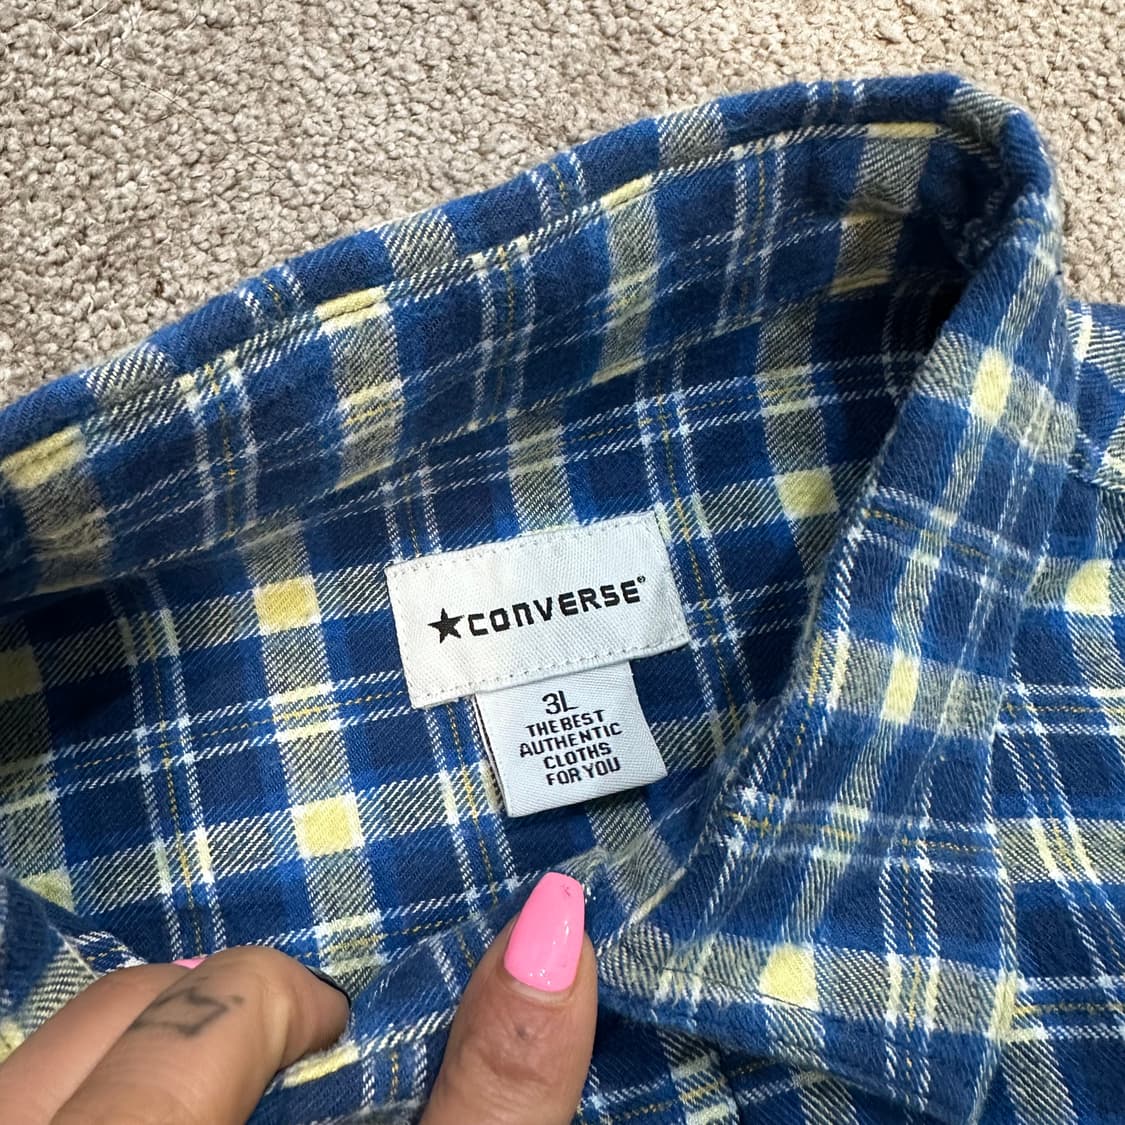 ★CONVERSE®
3L
THE BEST
AUTHENTIC
CLOTHS
FOR YOU